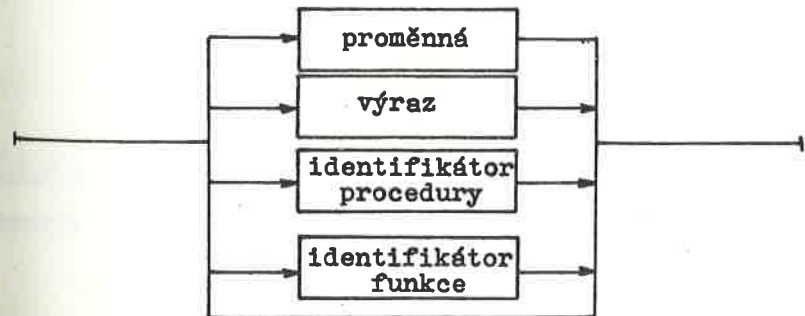 proměnná
výraz
identifikátor
procedury
identifikátor
funkce